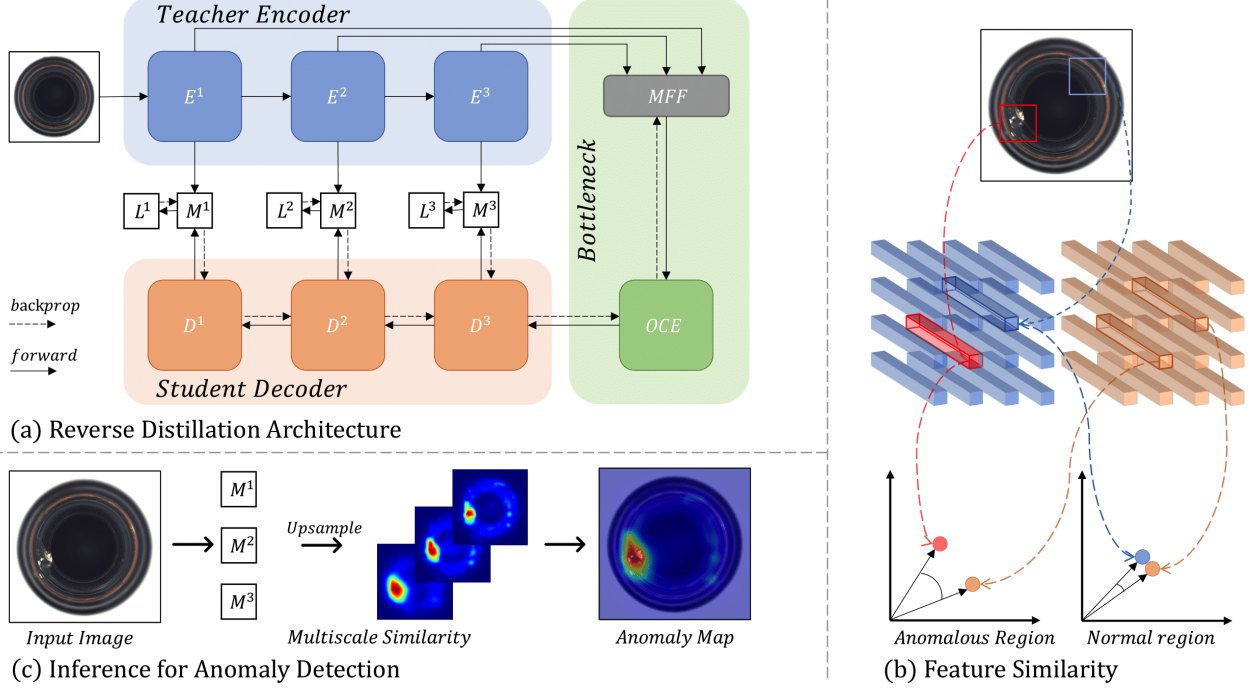 Teacher Encoder
E¹
E²
E³
MFF
L¹
M¹
L²
M²
L³
M³
Bottleneck
backprop
forward
D¹
D²
D³
OCE
Student Decoder
(a) Reverse Distillation Architecture
M¹
M²
M³
Upsample
Input Image
Multiscale Similarity
Anomaly Map
(c) Inference for Anomaly Detection
Anomalous Region
Normal region
(b) Feature Similarity